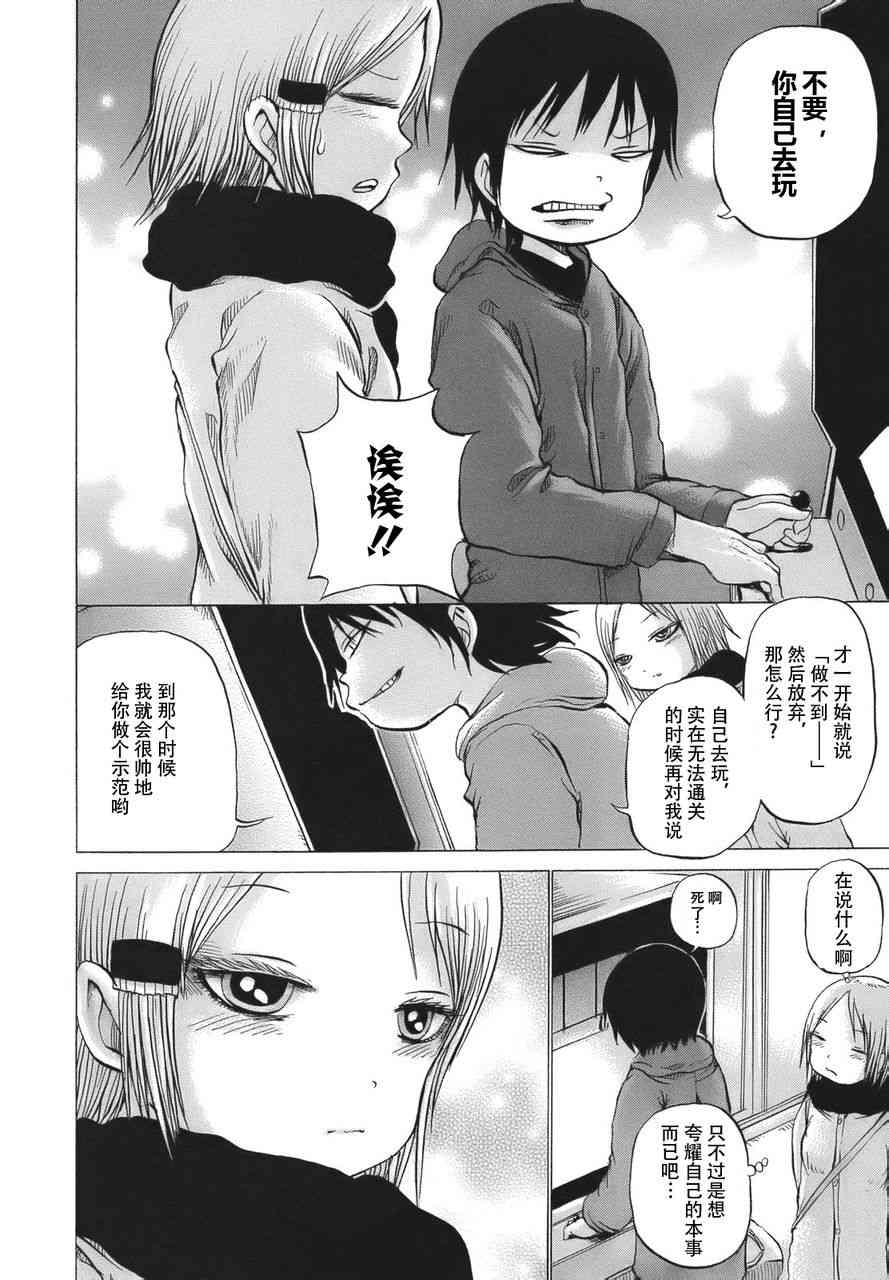 不要，
你自己去玩
诶诶!!
才一开始就说
「做不到——」
然后放弃，
那怎么行？
自己去玩，
实在无法通关
的时候再对我说
到那个时候
我就会很帅地
给你做个示范哟
在说什么啊
啊
死了…
只不过是想
夸耀自己的本事
而已吧…